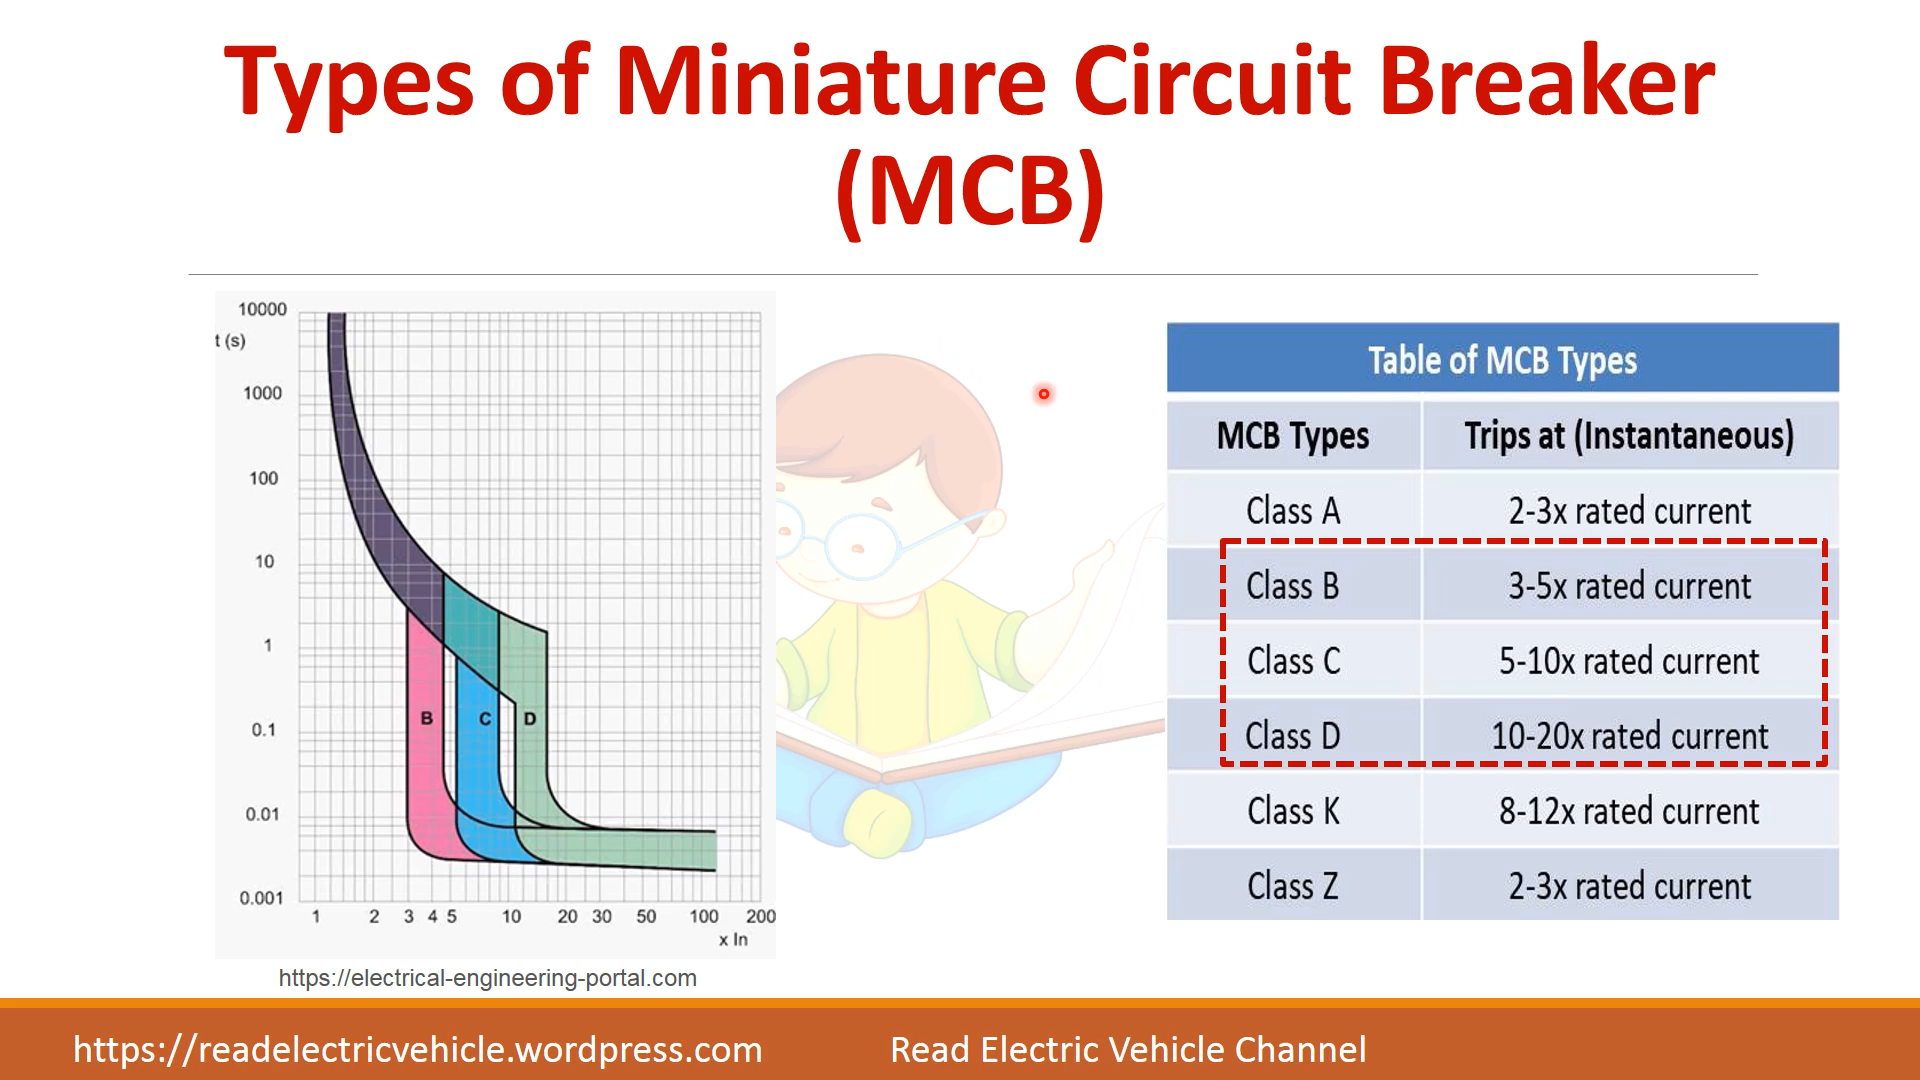 Types of Miniature Circuit Breaker
(MCB)
10000
t (s)
1000
100
10
1
0.1
0.01
0.001
B C D
1 2 3 4 5 10 20 30 50 100 200
x In
https://electrical-engineering-portal.com
Table of MCB Types
MCB Types Trips at (Instantaneous)
Class A 2-3x rated current
Class B 3-5x rated current
Class C 5-10x rated current
Class D 10-20x rated current
Class K 8-12x rated current
Class Z 2-3x rated current
https://readelectricvehicle.wordpress.com Read Electric Vehicle Channel